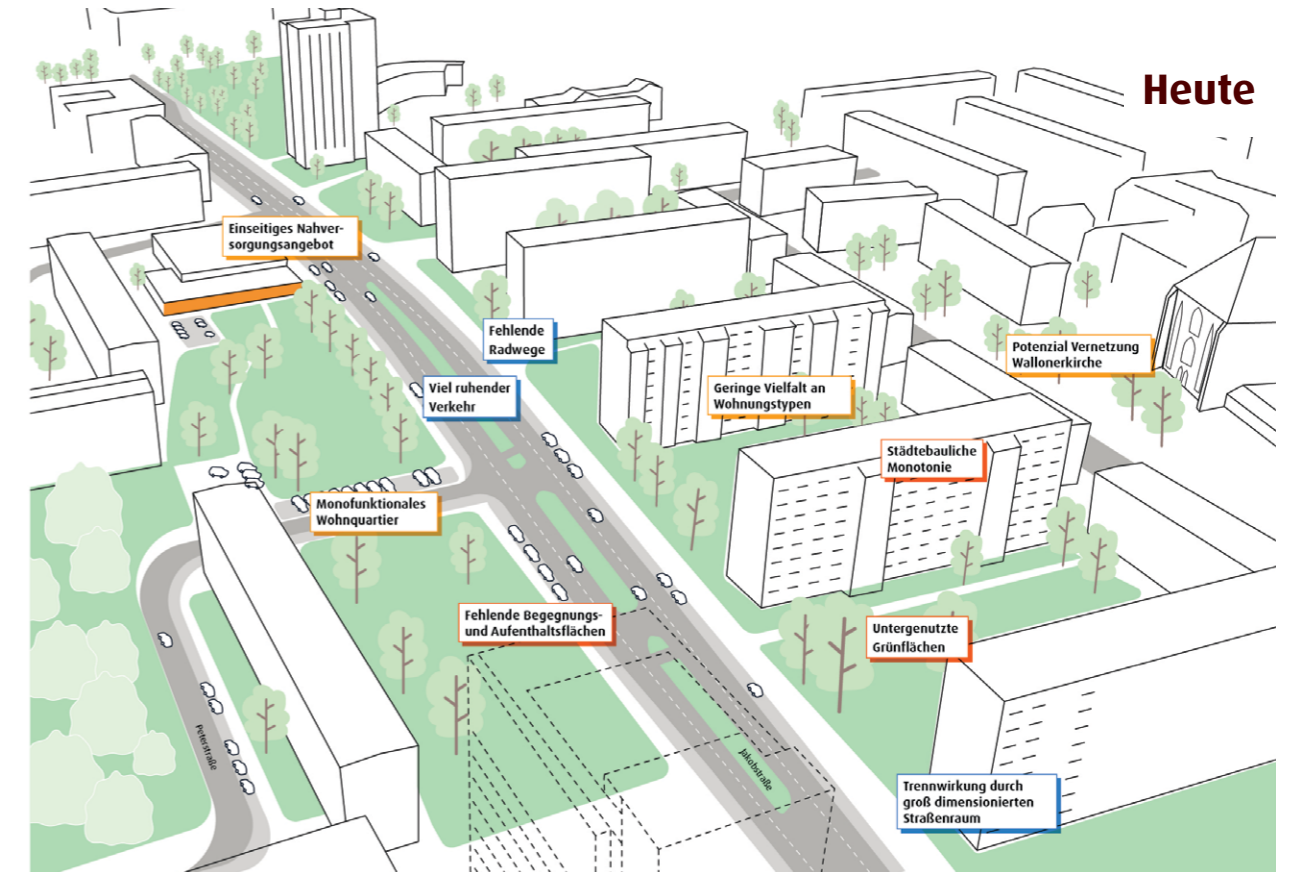 Heute
Einseitiges Nahver-
sorgungsangebot
Fehlende
Radwege
Potenzial Vernetzung
Wallonerkirche
Viel ruhender
Verkehr
Geringe Vielfalt an
Wohnungstypen
Städtebauliche
Monotonie
Monofunktionales
Wohnquartier
Fehlende Begegnungs-
und Aufenthaltsflächen
Untergenutzte
Grünflächen
Peterstraße
Jakobstraße
Trennwirkung durch
groß dimensionierten
Straßenraum